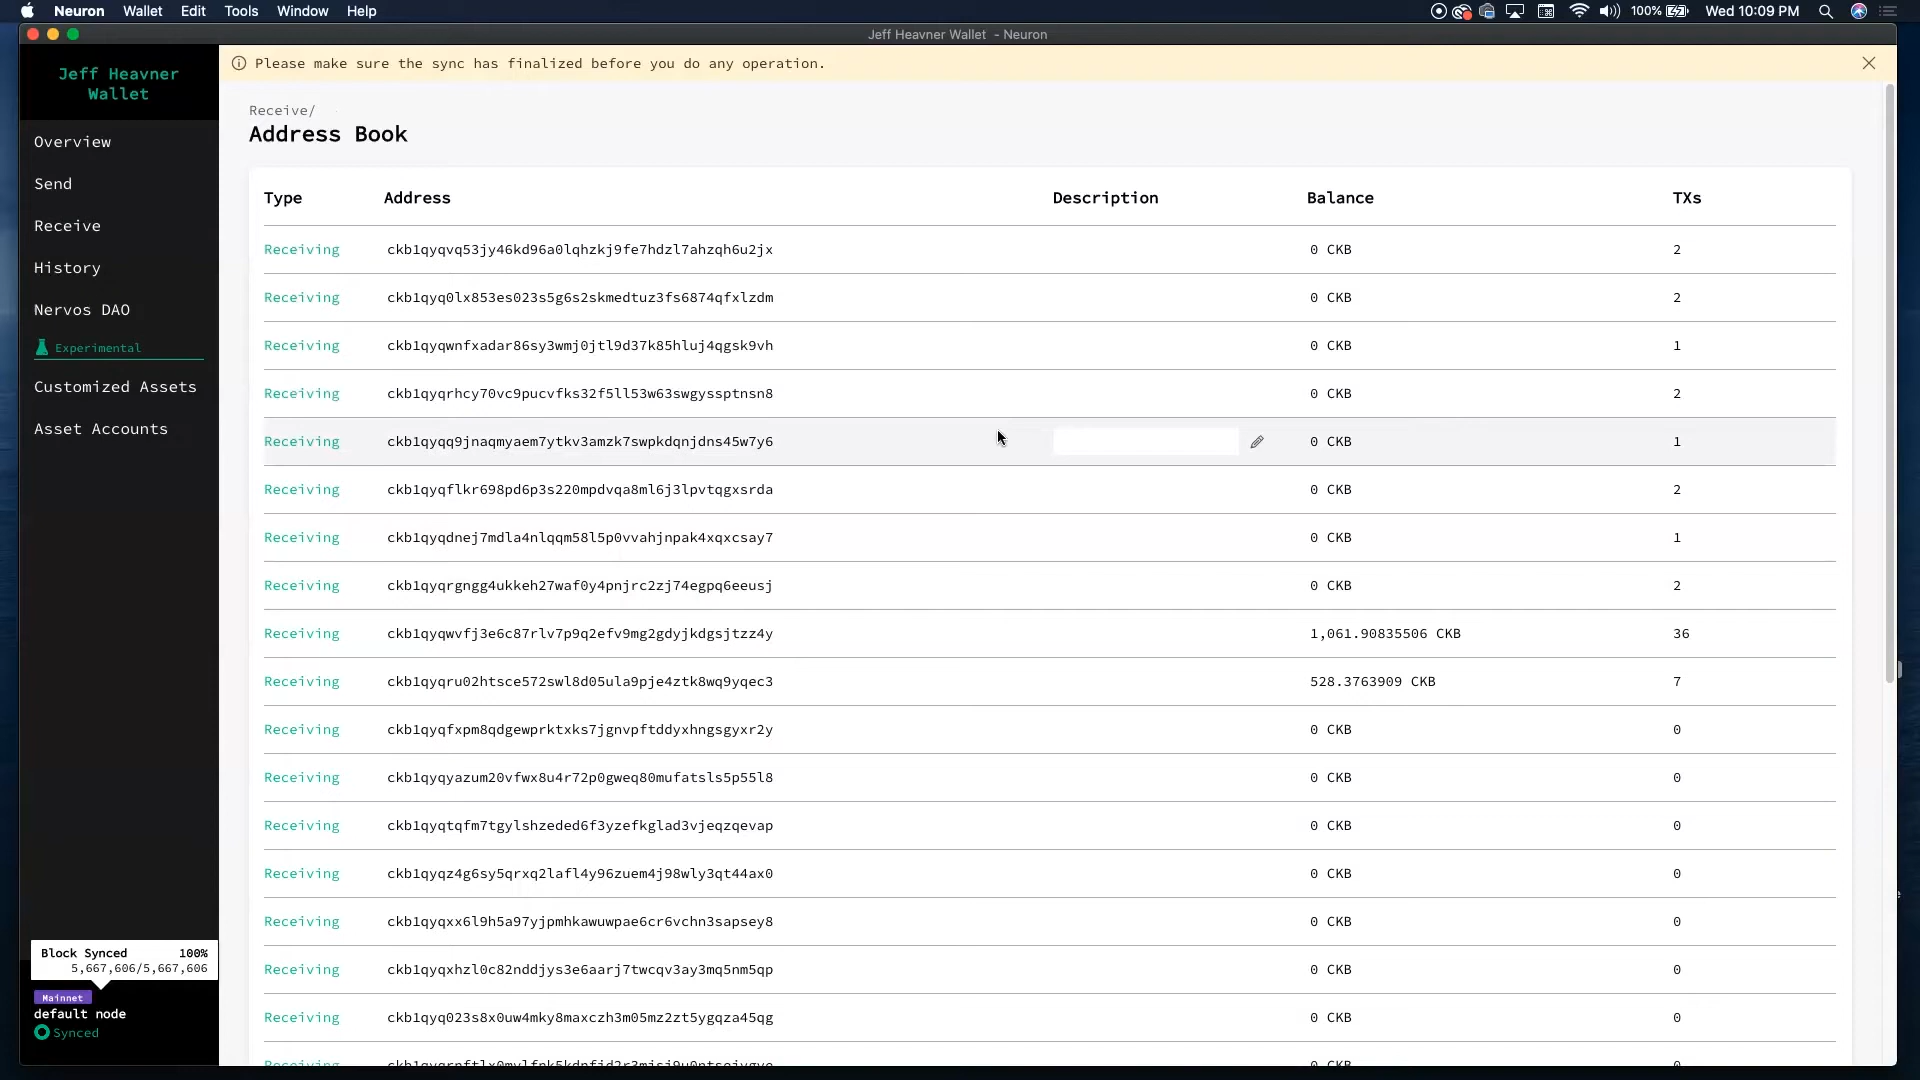 Neuron Wallet Edit Tools Window Help
100% Wed 10:09 PM
Jeff Heavner Wallet - Neuron
Jeff Heavner
Wallet
Overview
Send
Receive
History
Nervos DAO
Experimental
Customized Assets
Asset Accounts
Block Synced 100%
5,667,606/5,667,606
Mainnet
default node
Synced
Please make sure the sync has finalized before you do any operation.
Receive/
Address Book
Type Address Description Balance TXs
Receiving ckb1qyqvq53jy46kd96a0lqhzkj9fe7hdzl7ahzqh6u2jx 0 CKB 2
Receiving ckb1qyq0lx853es023s5g6s2skmedtuz3fs6874qfxlzdm 0 CKB 2
Receiving ckb1qyqwnfxadar86sy3wmj0jtl9d37k85hluj4qgsk9vh 0 CKB 1
Receiving ckb1qyqrhcy70vc9pucvfks32f5ll53w63swgyssptnsn8 0 CKB 2
Receiving ckb1qyqq9jnaqmyaem7ytkv3amzk7swpkdqnjdns45w7y6 0 CKB 1
Receiving ckb1qyqflkr698pd6p3s220mpdvqa8ml6j3lpvtqgxsrda 0 CKB 2
Receiving ckb1qyqdnej7mdla4nlqqm58l5p0vvahjnpak4xqxcsay7 0 CKB 1
Receiving ckb1qyqrgngg4ukkeh27waf0y4pnjrc2zj74egpq6eeusj 0 CKB 2
Receiving ckb1qyqwvfj3e6c87rlv7p9q2efv9mg2gdyjkdgsjtzz4y 1,061.90835506 CKB 36
Receiving ckb1qyqru02htsce572swl8d05ula9pje4ztk8wq9yqec3 528.3763909 CKB 7
Receiving ckb1qyqfxpm8qdgewprktxks7jgnvpftddyxhngsgyxr2y 0 CKB 0
Receiving ckb1qyqyazum20vfwx8u4r72p0gweq80mufatsls5p55l8 0 CKB 0
Receiving ckb1qyqtqfm7tgylshzeded6f3yzefkglad3vjeqzqevap 0 CKB 0
Receiving ckb1qyqz4g6sy5qrxq2lafl4y96zuem4j98wly3qt44ax0 0 CKB 0
Receiving ckb1qyqxx6l9h5a97yjpmhkawuwpae6cr6vchn3sapsey8 0 CKB 0
Receiving ckb1qyqxhzl0c82nddjys3e6aarj7twcqv3ay3mq5nm5qp 0 CKB 0
Receiving ckb1qyq023s8x0uw4mky8maxczh3m05mz2zt5ygqza45qg 0 CKB 0
Receiving 0 CKB